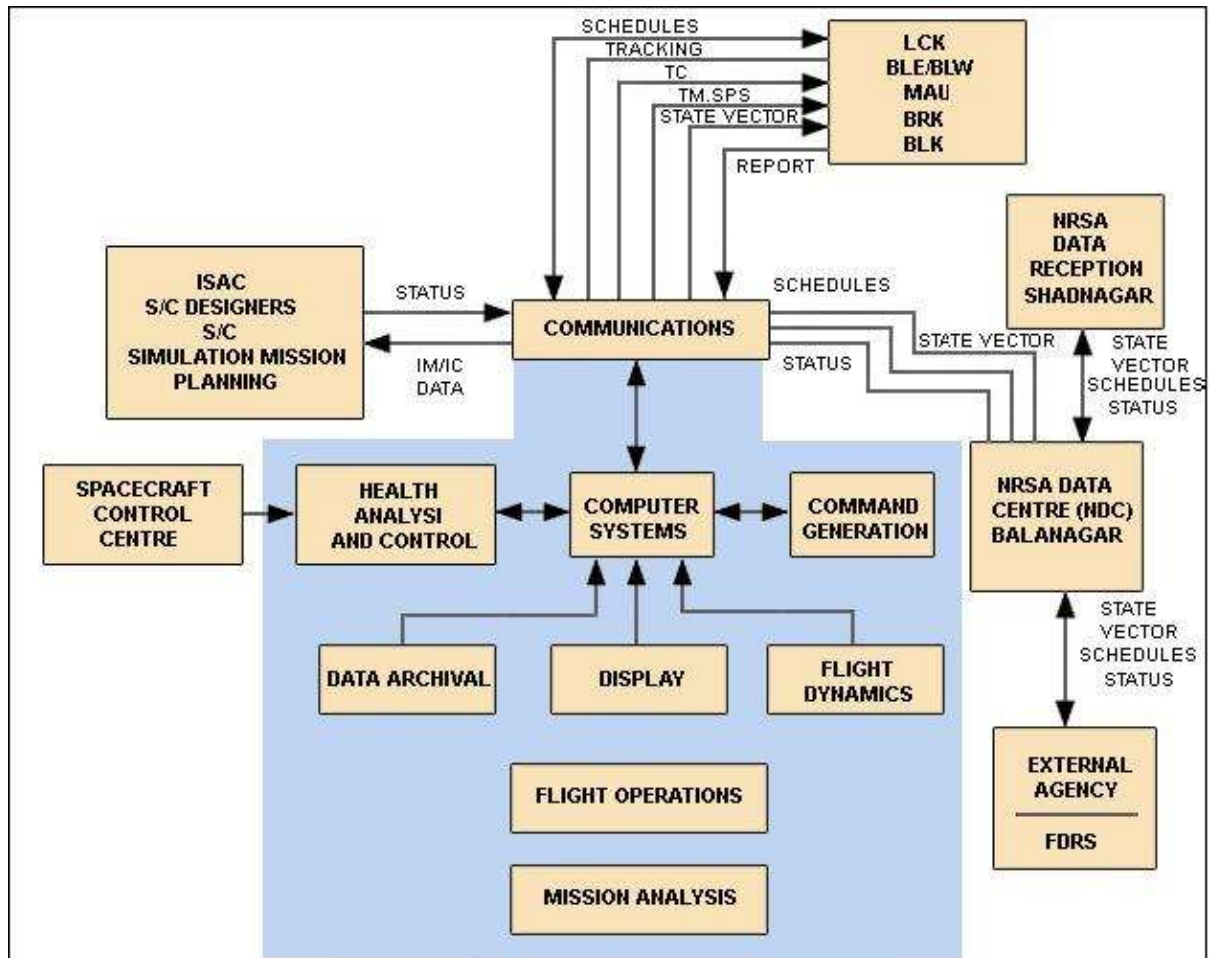 SCHEDULES
TRACKING
TC
TM.SPS
STATE VECTOR
REPORT
LCK
BLE/BLW
MAU
BRK
BLK
NRSA
DATA
RECEPTION
SHADNAGAR
ISAC
S/C DESIGNERS
S/C
SIMULATION MISSION
PLANNING
STATUS
IM/IC
DATA
COMMUNICATIONS
SCHEDULES
STATE VECTOR
STATUS
STATE
VECTOR
SCHEDULES
STATUS
SPACECRAFT
CONTROL
CENTRE
HEALTH
ANALYSI
AND CONTROL
COMPUTER
SYSTEMS
COMMAND
GENERATION
NRSA DATA
CENTRE (NDC)
BALANAGAR
STATE
VECTOR
SCHEDULES
STATUS
DATA ARCHIVAL
DISPLAY
FLIGHT
DYNAMICS
EXTERNAL
AGENCY
FDRS
FLIGHT OPERATIONS
MISSION ANALYSIS